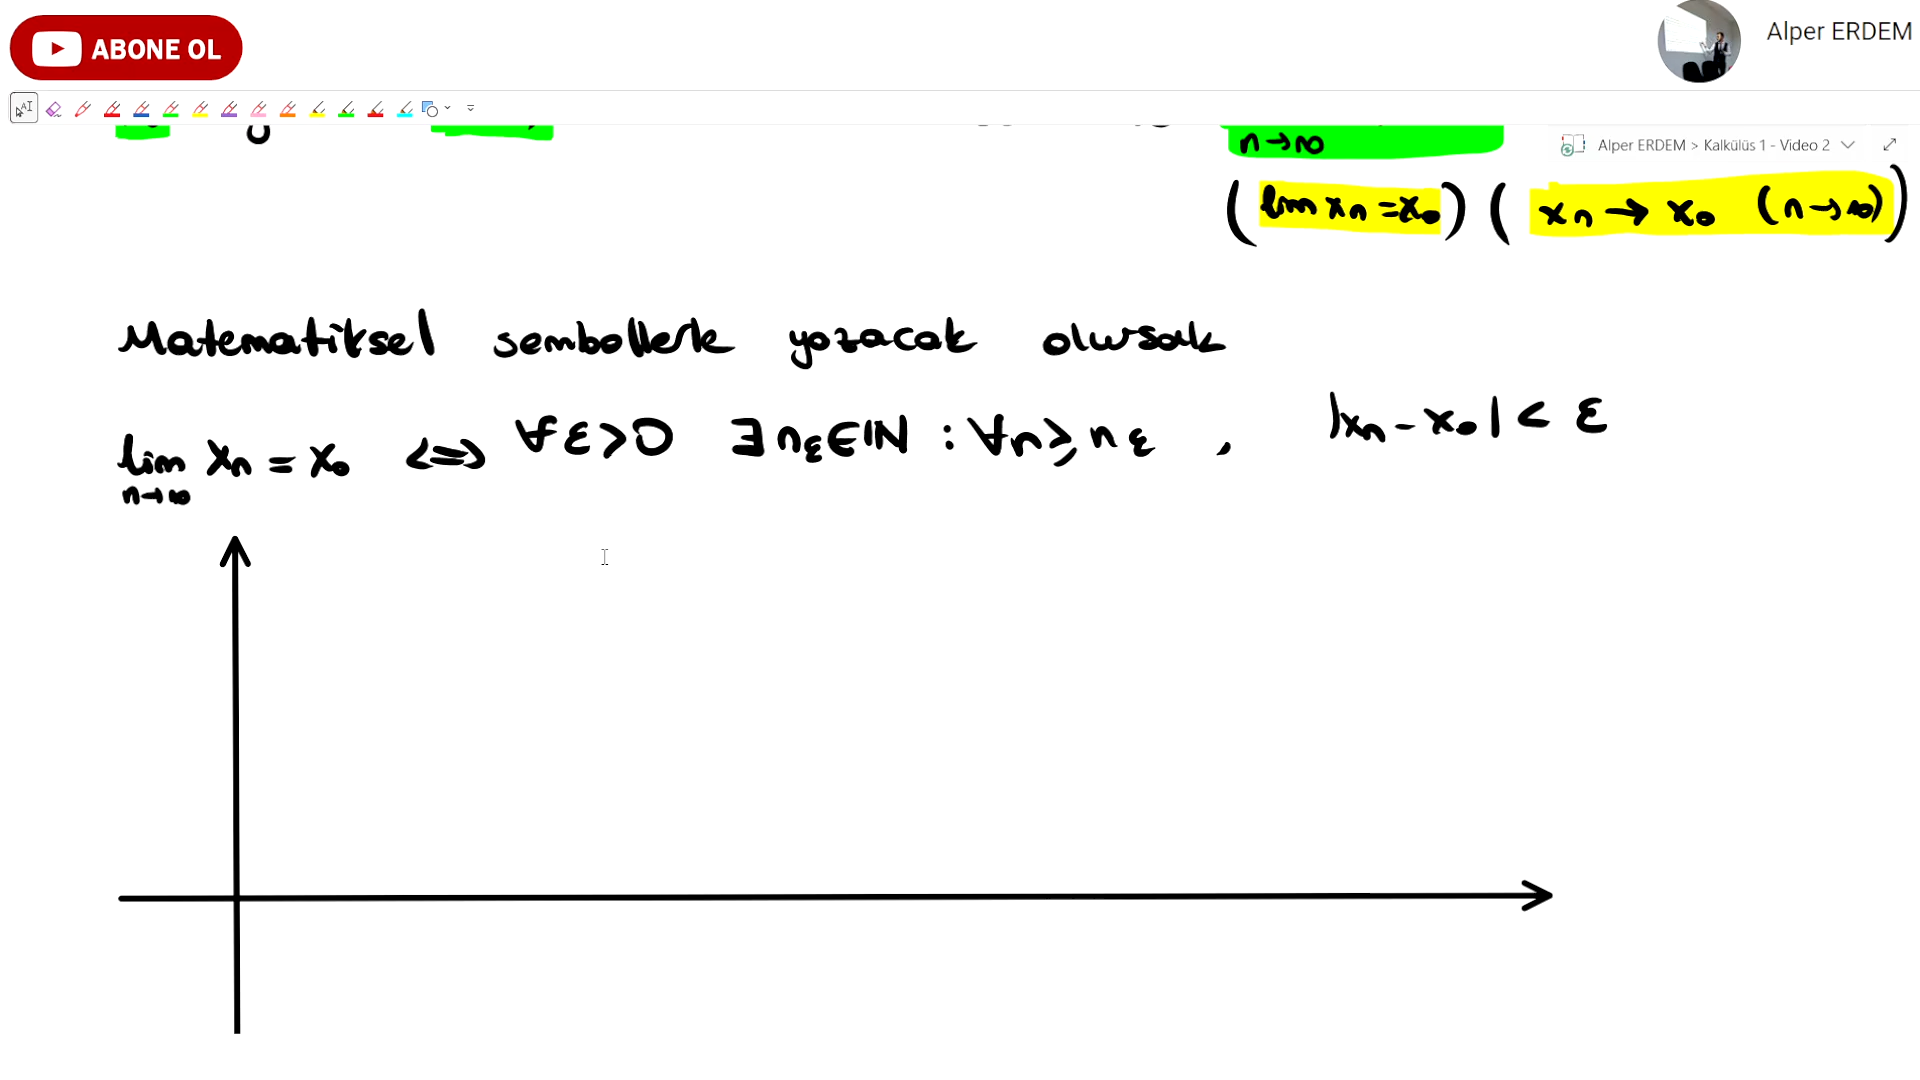 ABONE OL
Alper ERDEM
Alper ERDEM > Kalkülüs 1 - Video 2
n→∞
(lim xn = x0) (xn → x0 (n→∞))
Matematiksel sembollerle yazacak olursak
lim xn = x0 <=> ∀ε>0 ∃nε∈ℕ : ∀n≥nε , |xn - x0| < ε
n→∞